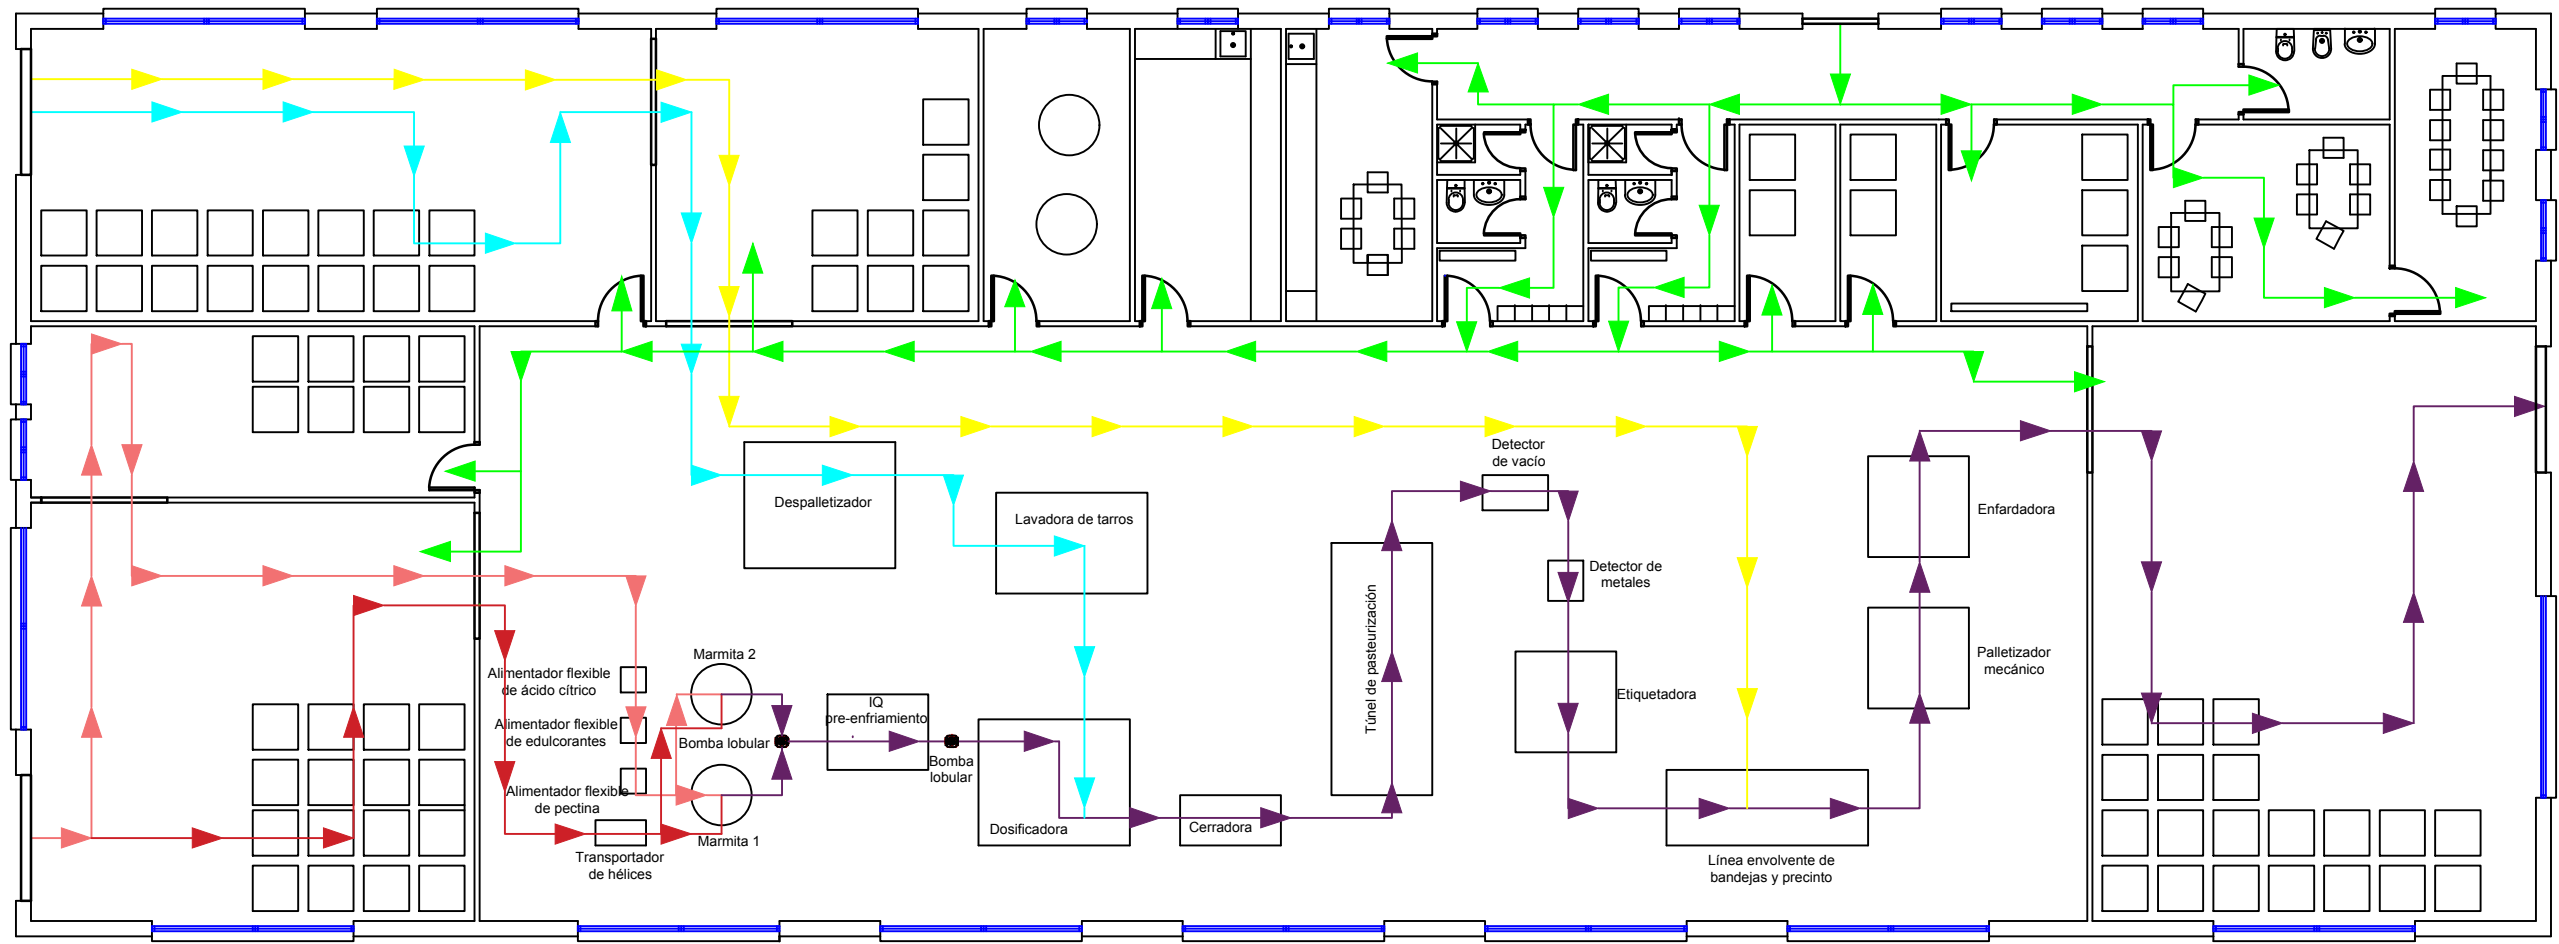 Detector
de vacío
Despalletizador
Lavadora de tarros
Enfardadora
Detector de
metales
Túnel de pasteurización
Marmita 2
Palletizador
mecánico
Alimentador flexible
de ácido cítrico
Etiquetadora
IQ
pre-enfriamiento
Alimentador flexible
de edulcorantes
Bomba lobular
Bomba
lobular
Alimentador flexible
de pectina
Dosificadora
Cerradora
Marmita 1
Transportador
de hélices
Línea envolvente de
bandejas y precinto